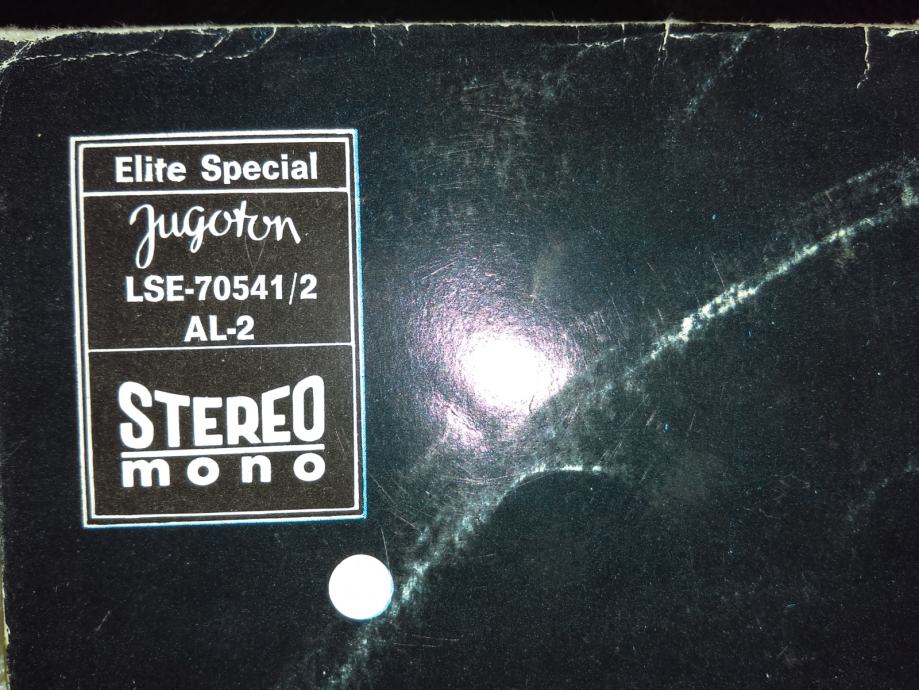 Elite Special
Jugoton
LSE-70541/2
AL-2
STEREO
mono